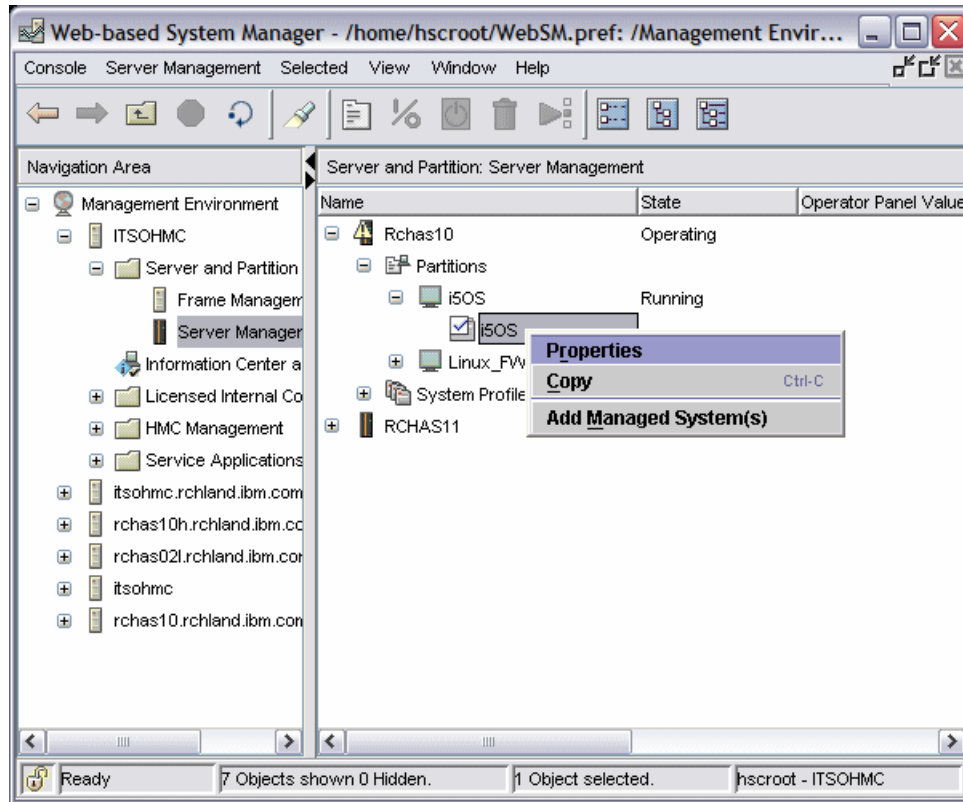 Web-based System Manager - /home/hscroot/WebSM.pref: /Management Envir...
Console Server Management Selected View Window Help
Navigation Area
Server and Partition: Server Management
Management Environment
ITSOHMC
Server and Partition
Frame Managem
Server Manager
Information Center a
Licensed Internal Co
HMC Management
Service Applications
itsohmc.rchland.ibm.com
rchas10h.rchland.ibm.cc
rchas02l.rchland.ibm.cor
itsohmc
rchas10.rchland.ibm.con
Name State Operator Panel Value
Rchas10 Operating
Partitions
i5OS Running
i5OS
Linux_FW
System Profile
RCHAS11
Properties
Copy Ctrl-C
Add Managed System(s)
Ready 7 Objects shown 0 Hidden. 1 Object selected. hscroot - ITSOHMC